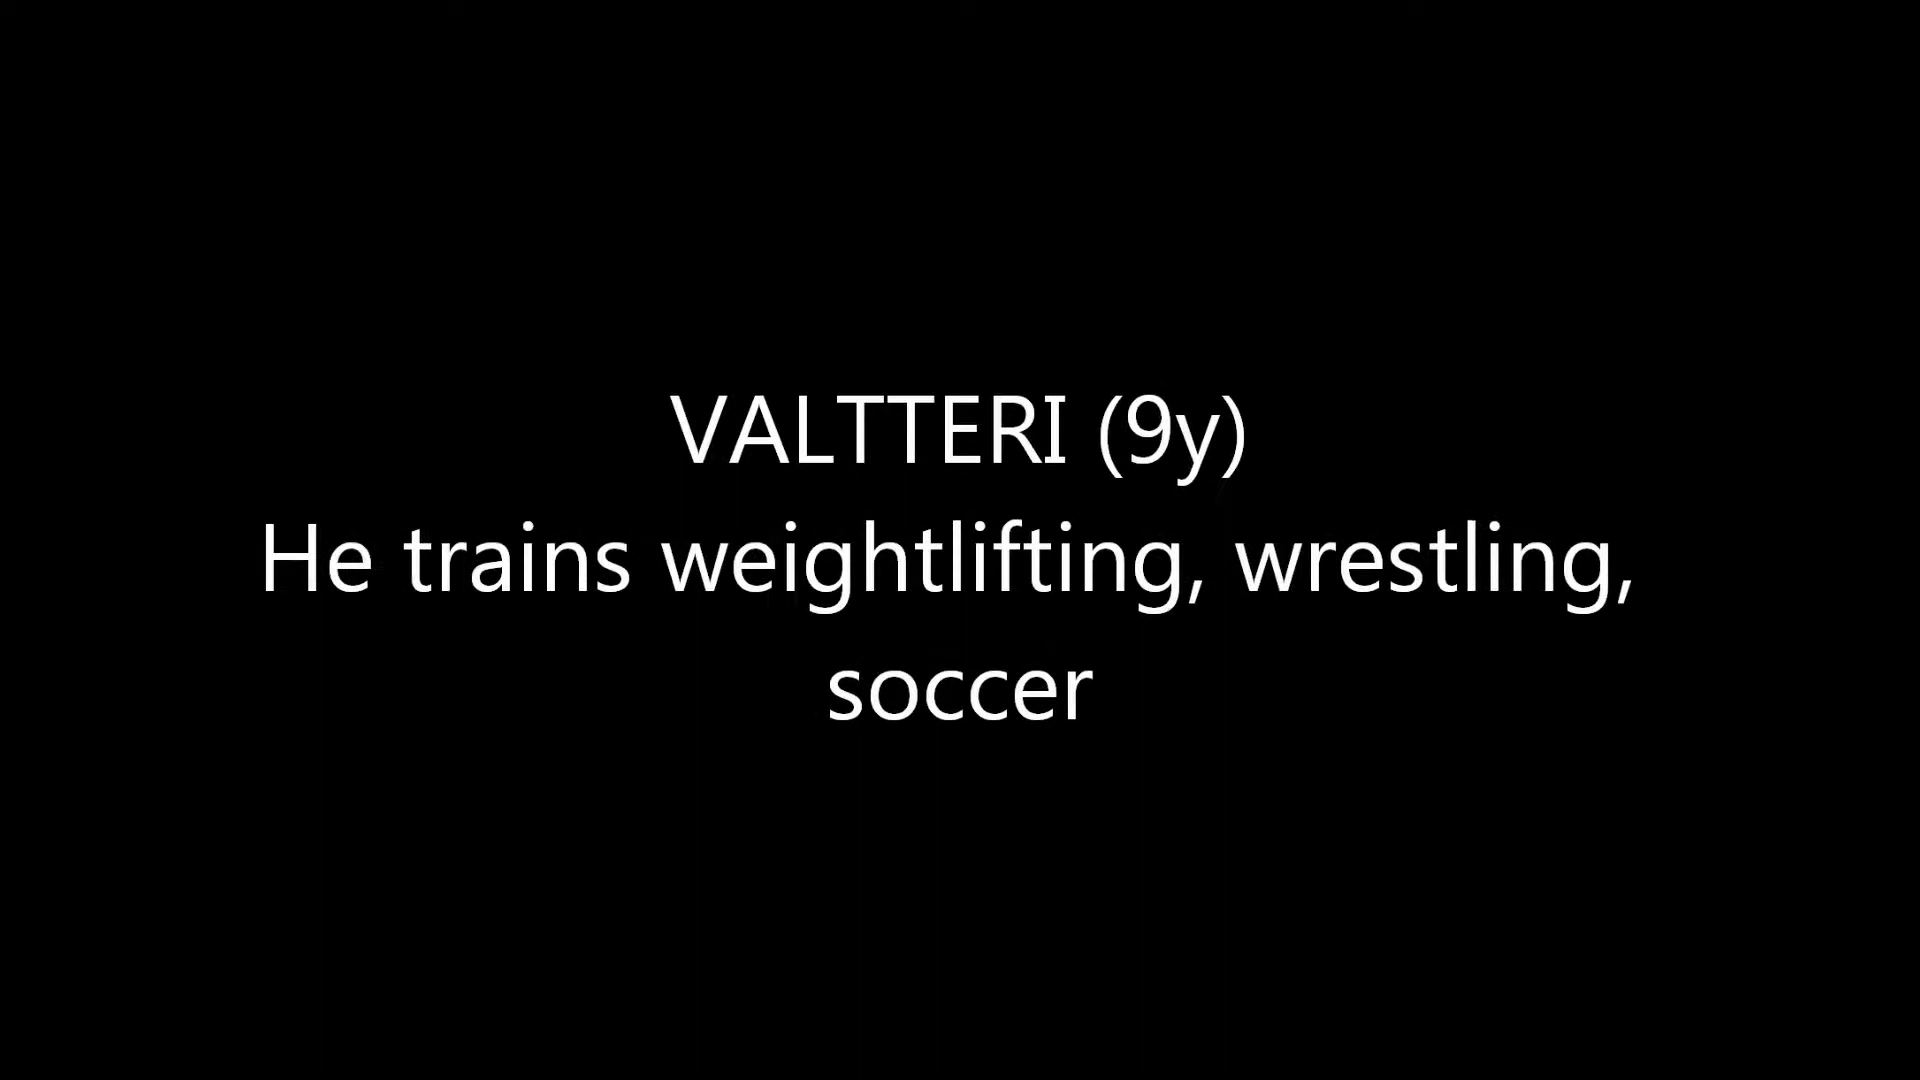 VALTTERI (9y)
He trains weightlifting, wrestling,
soccer